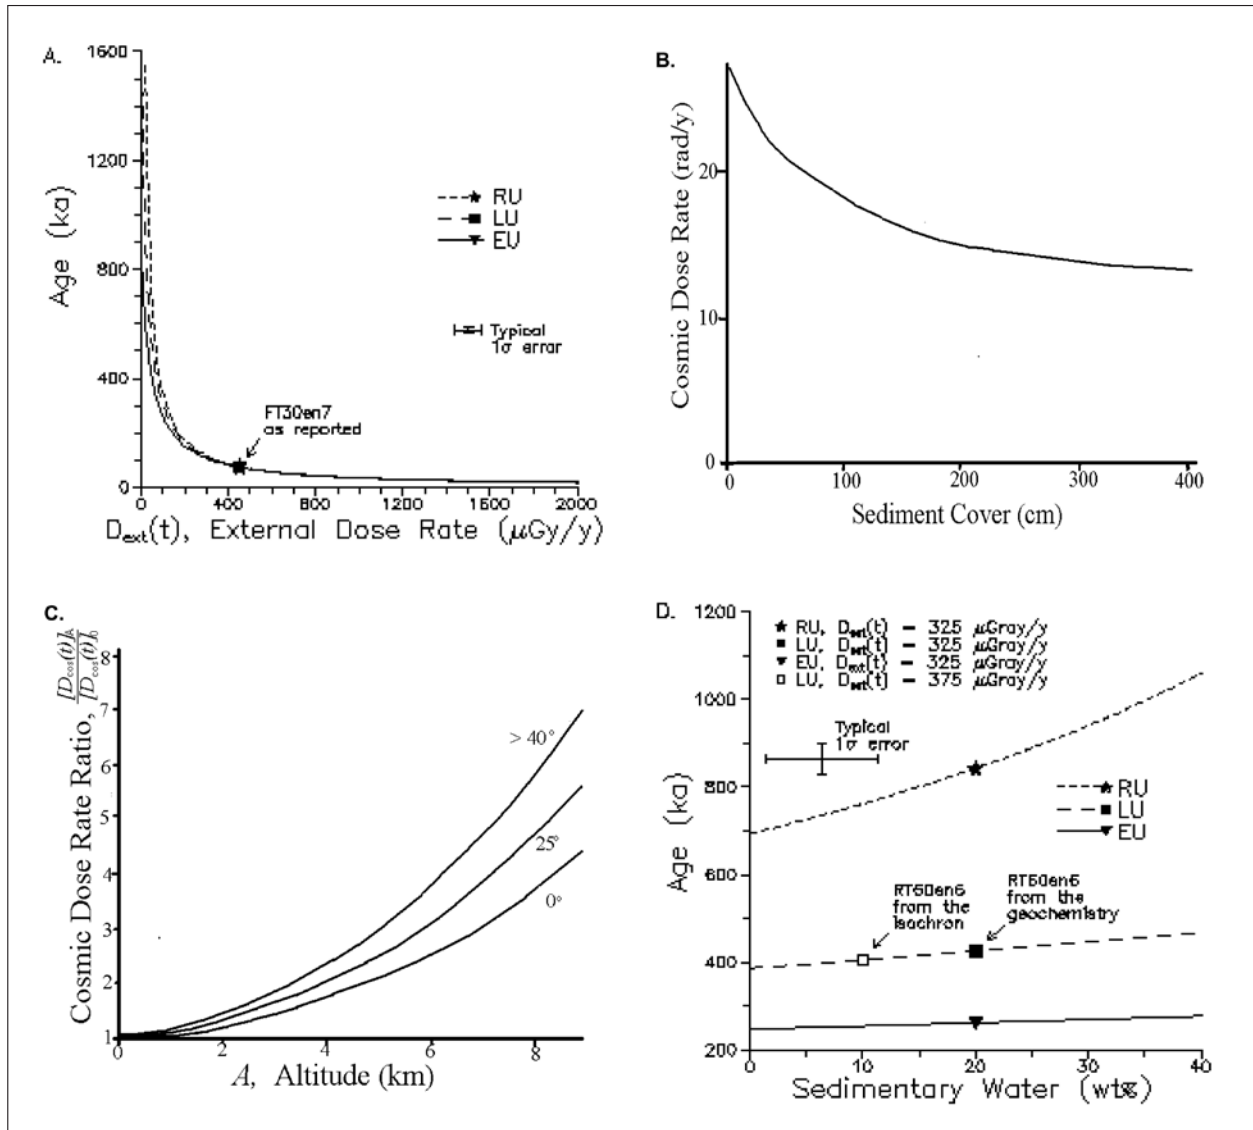 A.
1600
1200
800
400
0
Age (ka)
RU
LU
EU
Typical
1σ error
FT30en7
as reported
0 400 800 1200 1600 2000
Dext(t), External Dose Rate (μGy/y)
B.
20
10
0
Cosmic Dose Rate (rad/y)
0 100 200 300 400
Sediment Cover (cm)
C.
Cosmic Dose Rate Ratio, [Dcos(t)]A / [Dcos(t)]0
8
7
6
5
4
3
2
1
> 40°
25°
0°
0 2 4 6 8
A, Altitude (km)
D.
1200
1000
800
600
400
200
Age (ka)
RU, Dext(t) = 325 μGray/y
LU, Dext(t) = 325 μGray/y
EU, Dext(t) = 325 μGray/y
LU, Dext(t) = 375 μGray/y
Typical
1σ error
RU
LU
EU
RT60en6
from the
isochron
RT60en6
from the
geochemistry
0 10 20 30 40
Sedimentary Water (wt%)